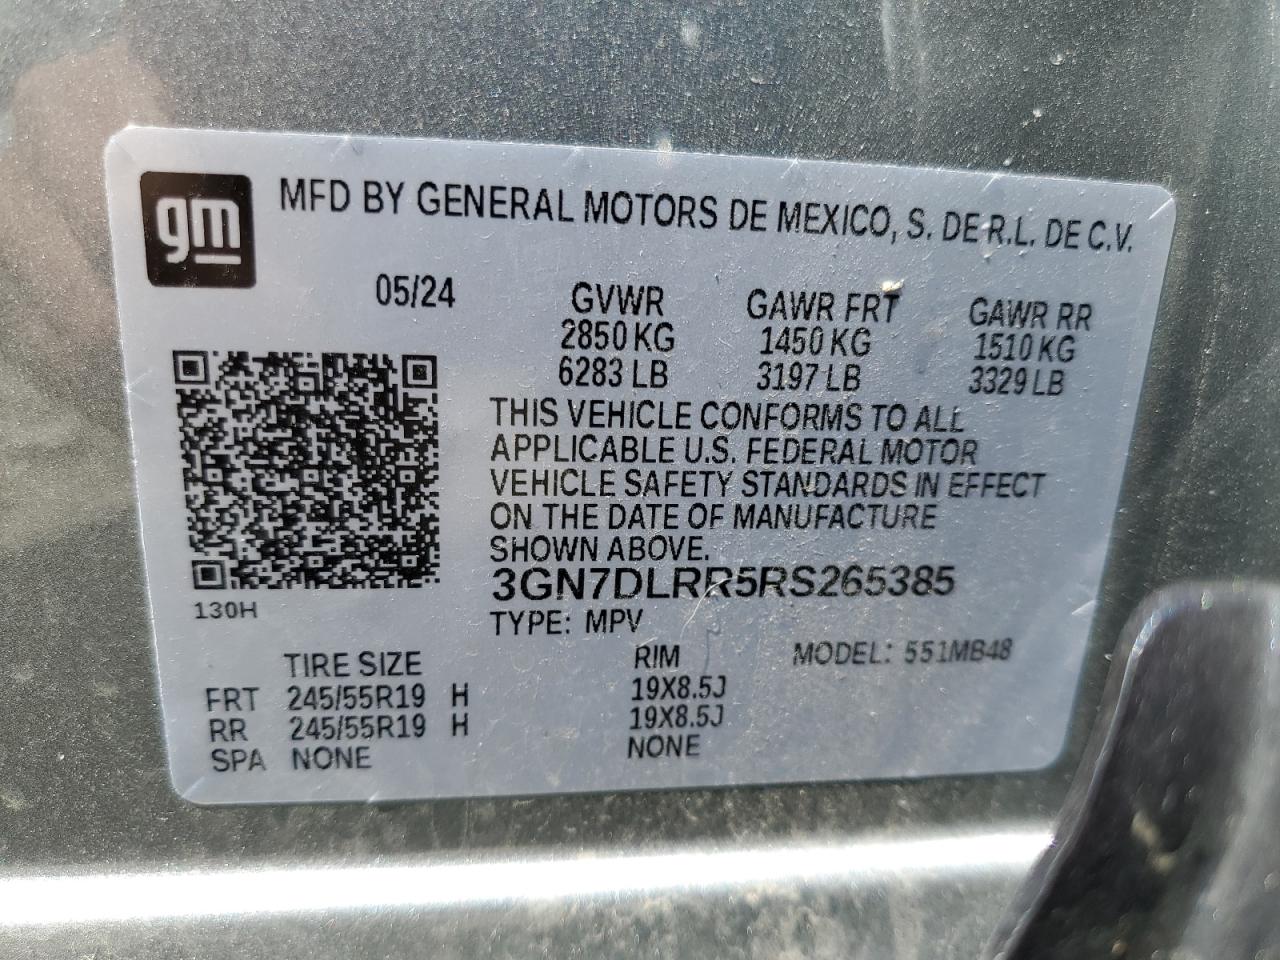 gm
MFD BY GENERAL MOTORS DE MEXICO, S. DE R.L. DE C.V.
05/24
GVWR GAWR FRT GAWR RR
2850 KG 1450 KG 1510 KG
6283 LB 3197 LB 3329 LB
THIS VEHICLE CONFORMS TO ALL
APPLICABLE U.S. FEDERAL MOTOR
VEHICLE SAFETY STANDARDS IN EFFECT
ON THE DATE OF MANUFACTURE
SHOWN ABOVE.
3GN7DLRR5RS265385
130H
TYPE: MPV
MODEL: 551MB48
TIRE SIZE RIM
FRT 245/55R19 H 19X8.5J
RR 245/55R19 H 19X8.5J
SPA NONE NONE